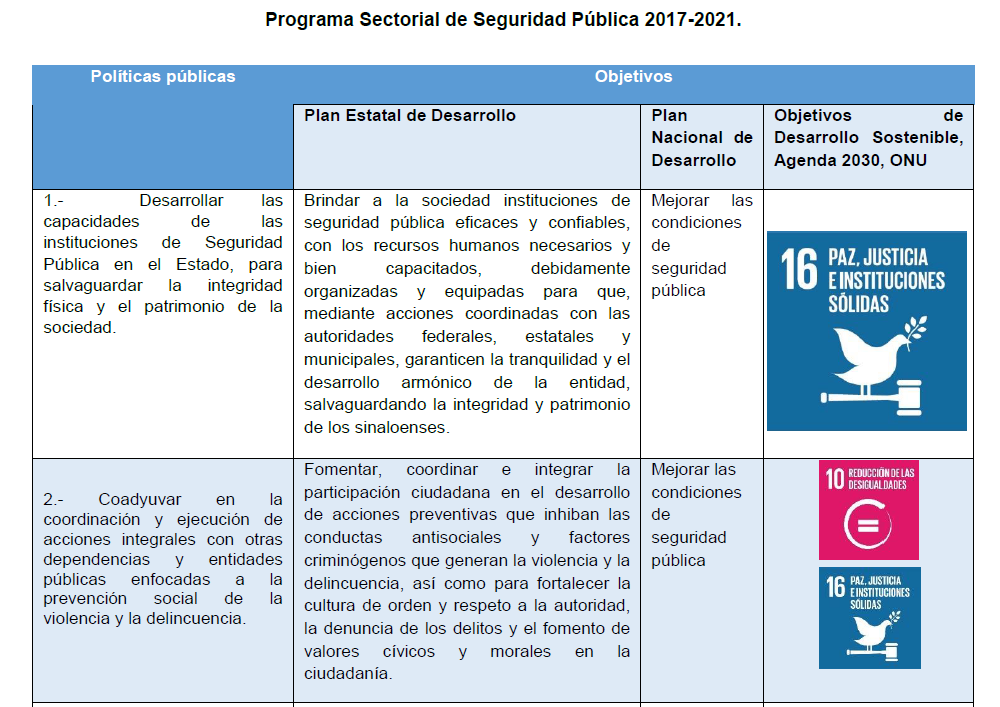 Programa Sectorial de Seguridad Pública 2017-2021.
Políticas públicas
Objetivos
Plan Estatal de Desarrollo
Plan
Nacional de
Desarrollo
Objetivos de
Desarrollo Sostenible,
Agenda 2030, ONU
1.- Desarrollar las
capacidades de las
instituciones de Seguridad
Pública en el Estado, para
salvaguardar la integridad
física y el patrimonio de la
sociedad.
Brindar a la sociedad instituciones de
seguridad pública eficaces y confiables,
con los recursos humanos necesarios y
bien capacitados, debidamente
organizadas y equipadas para que,
mediante acciones coordinadas con las
autoridades federales, estatales y
municipales, garanticen la tranquilidad y el
desarrollo armónico de la entidad,
salvaguardando la integridad y patrimonio
de los sinaloenses.
Mejorar las
condiciones
de
seguridad
pública
16 PAZ, JUSTICIA
E INSTITUCIONES
SÓLIDAS
2.- Coadyuvar en la
coordinación y ejecución de
acciones integrales con otras
dependencias y entidades
públicas enfocadas a la
prevención social de la
violencia y la delincuencia.
Fomentar, coordinar e integrar la
participación ciudadana en el desarrollo
de acciones preventivas que inhiban las
conductas antisociales y factores
criminógenos que generan la violencia y la
delincuencia, así como para fortalecer la
cultura de orden y respeto a la autoridad,
la denuncia de los delitos y el fomento de
valores cívicos y morales en la
ciudadanía.
Mejorar las
condiciones
de
seguridad
pública
10 REDUCCIÓN DE LAS
DESIGUALDADES
16 PAZ, JUSTICIA
E INSTITUCIONES
SÓLIDAS